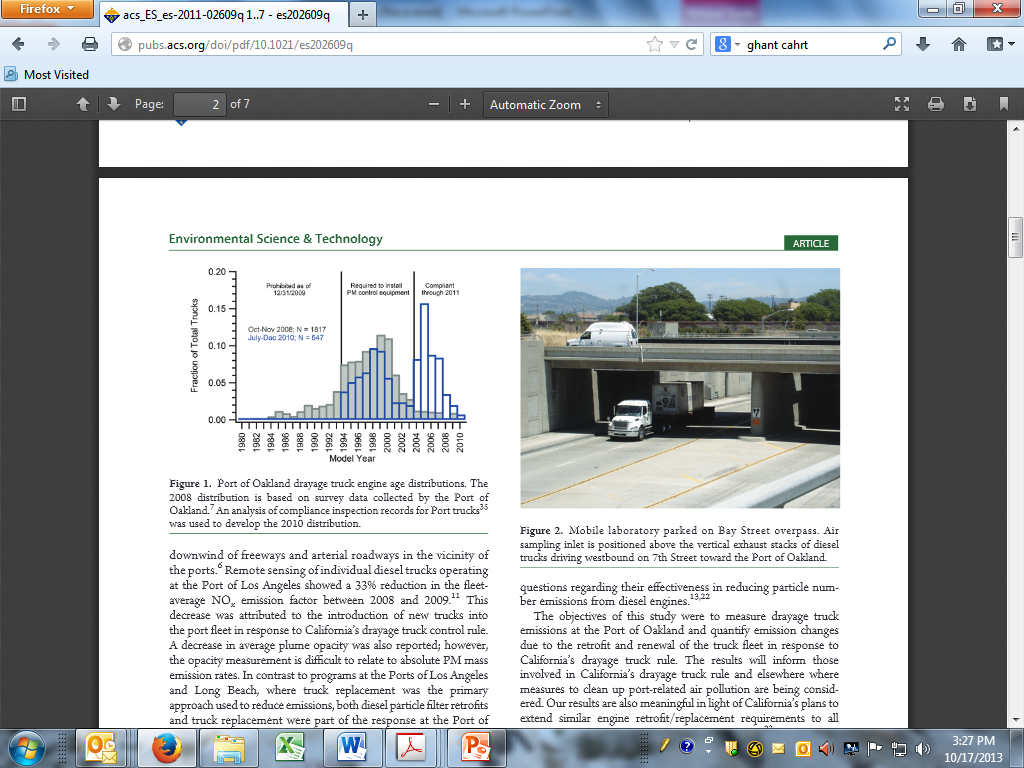 Firefox
acs_ES_es-2011-02609q 1..7 - es202609q
pubs.acs.org/doi/pdf/10.1021/es202609q
ghant cahrt
Most Visited
Page: 2 of 7
Automatic Zoom
Environmental Science & Technology
ARTICLE
0.20
0.15
0.10
0.05
0.00
Fraction of Total Trucks
Prohibited as of
12/31/2009
Required to install
PM control equipment
Compliant
through 2011
Oct-Nov 2008; N = 1817
July-Dec 2010; N = 547
1980 1982 1984 1986 1988 1990 1992 1994 1996 1998 2000 2002 2004 2006 2008 2010
Model Year
Figure 1. Port of Oakland drayage truck engine age distributions. The
2008 distribution is based on survey data collected by the Port of
Oakland.7 An analysis of compliance inspection records for Port trucks35
was used to develop the 2010 distribution.
downwind of freeways and arterial roadways in the vicinity of
the ports.6 Remote sensing of individual diesel trucks operating
at the Port of Los Angeles showed a 33% reduction in the fleet-
average NOx emission factor between 2008 and 2009.11 This
decrease was attributed to the introduction of new trucks into
the port fleet in response to California's drayage truck control rule.
A decrease in average plume opacity was also reported; however,
the opacity measurement is difficult to relate to absolute PM mass
emission rates. In contrast to programs at the Ports of Los Angeles
and Long Beach, where truck replacement was the primary
approach used to reduce emissions, both diesel particle filter retrofits
and truck replacement were part of the response at the Port of
Figure 2. Mobile laboratory parked on Bay Street overpass. Air
sampling inlet is positioned above the vertical exhaust stacks of diesel
trucks driving westbound on 7th Street toward the Port of Oakland.
questions regarding their effectiveness in reducing particle num-
ber emissions from diesel engines.13,22
The objectives of this study were to measure drayage truck
emissions at the Port of Oakland and quantify emission changes
due to the retrofit and renewal of the truck fleet in response to
California's drayage truck rule. The results will inform those
involved in California's drayage truck rule and elsewhere where
measures to clean up port-related air pollution are being consid-
ered. Our results are also meaningful in light of California's plans to
extend similar engine retrofit/replacement requirements to all
3:27 PM
10/17/2013